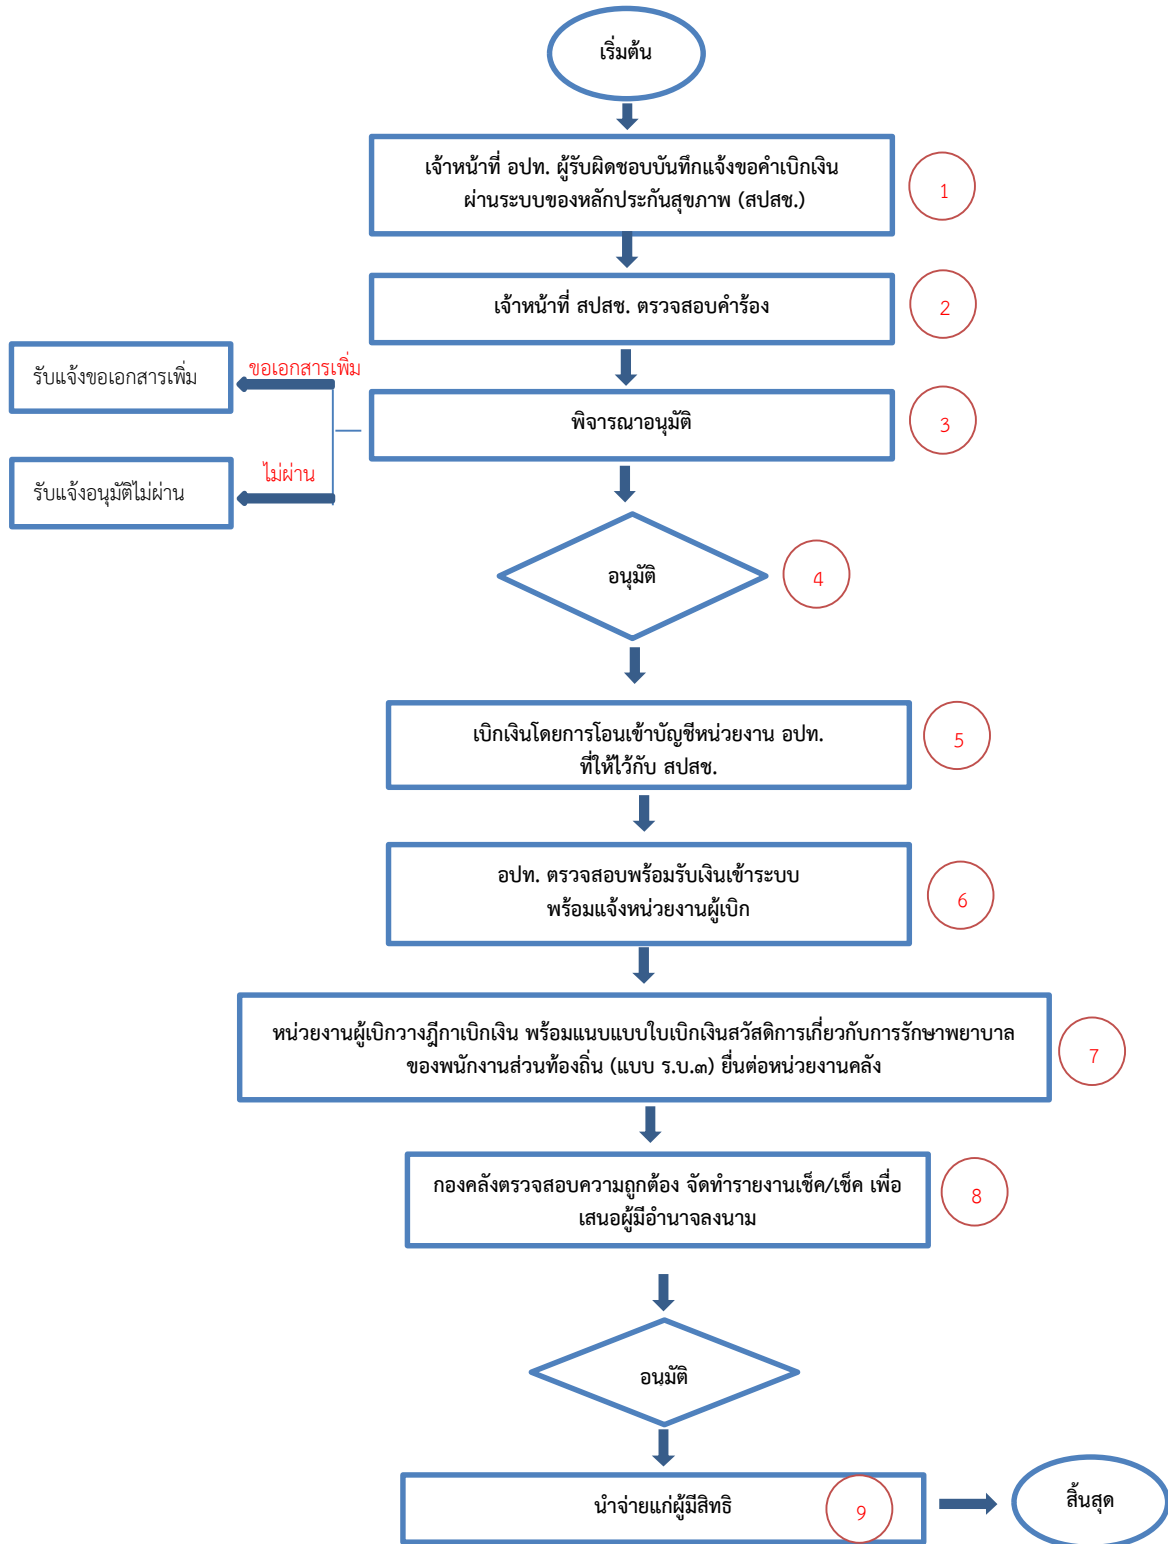 เริ่มต้น
เจ้าหน้าที่ อปท. ผู้รับผิดชอบบันทึกแจ้งขอคำเบิกเงิน
ผ่านระบบของหลักประกันสุขภาพ (สปสช.)
1
เจ้าหน้าที่ สปสช. ตรวจสอบคำร้อง
2
รับแจ้งขอเอกสารเพิ่ม
ขอเอกสารเพิ่ม
พิจารณาอนุมัติ
3
ไม่ผ่าน
รับแจ้งอนุมัติไม่ผ่าน
อนุมัติ
4
เบิกเงินโดยการโอนเข้าบัญชีหน่วยงาน อปท.
ที่ให้ไว้กับ สปสช.
5
อปท. ตรวจสอบพร้อมรับเงินเข้าระบบ
พร้อมแจ้งหน่วยงานผู้เบิก
6
หน่วยงานผู้เบิกวางฎีกาเบิกเงิน พร้อมแนบแบบใบเบิกเงินสวัสดิการเกี่ยวกับการรักษาพยาบาล
ของพนักงานส่วนท้องถิ่น (แบบ ร.บ.๓) ยื่นต่อหน่วยงานคลัง
7
กองคลังตรวจสอบความถูกต้อง จัดทำรายงานเช็ค/เช็ค เพื่อ
เสนอผู้มีอำนาจลงนาม
8
อนุมัติ
นำจ่ายแก่ผู้มีสิทธิ
9
สิ้นสุด